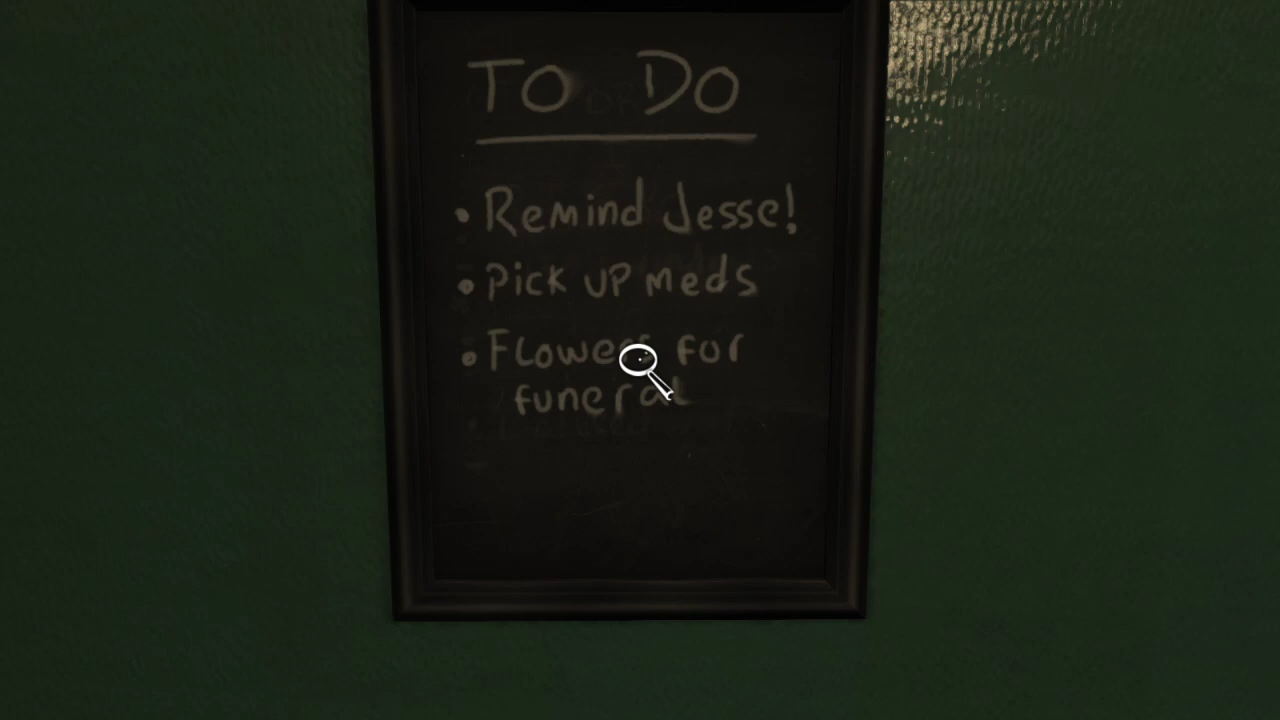 TO DO
• Remind Jesse!
• Pick up meds
• Flowers for
funeral